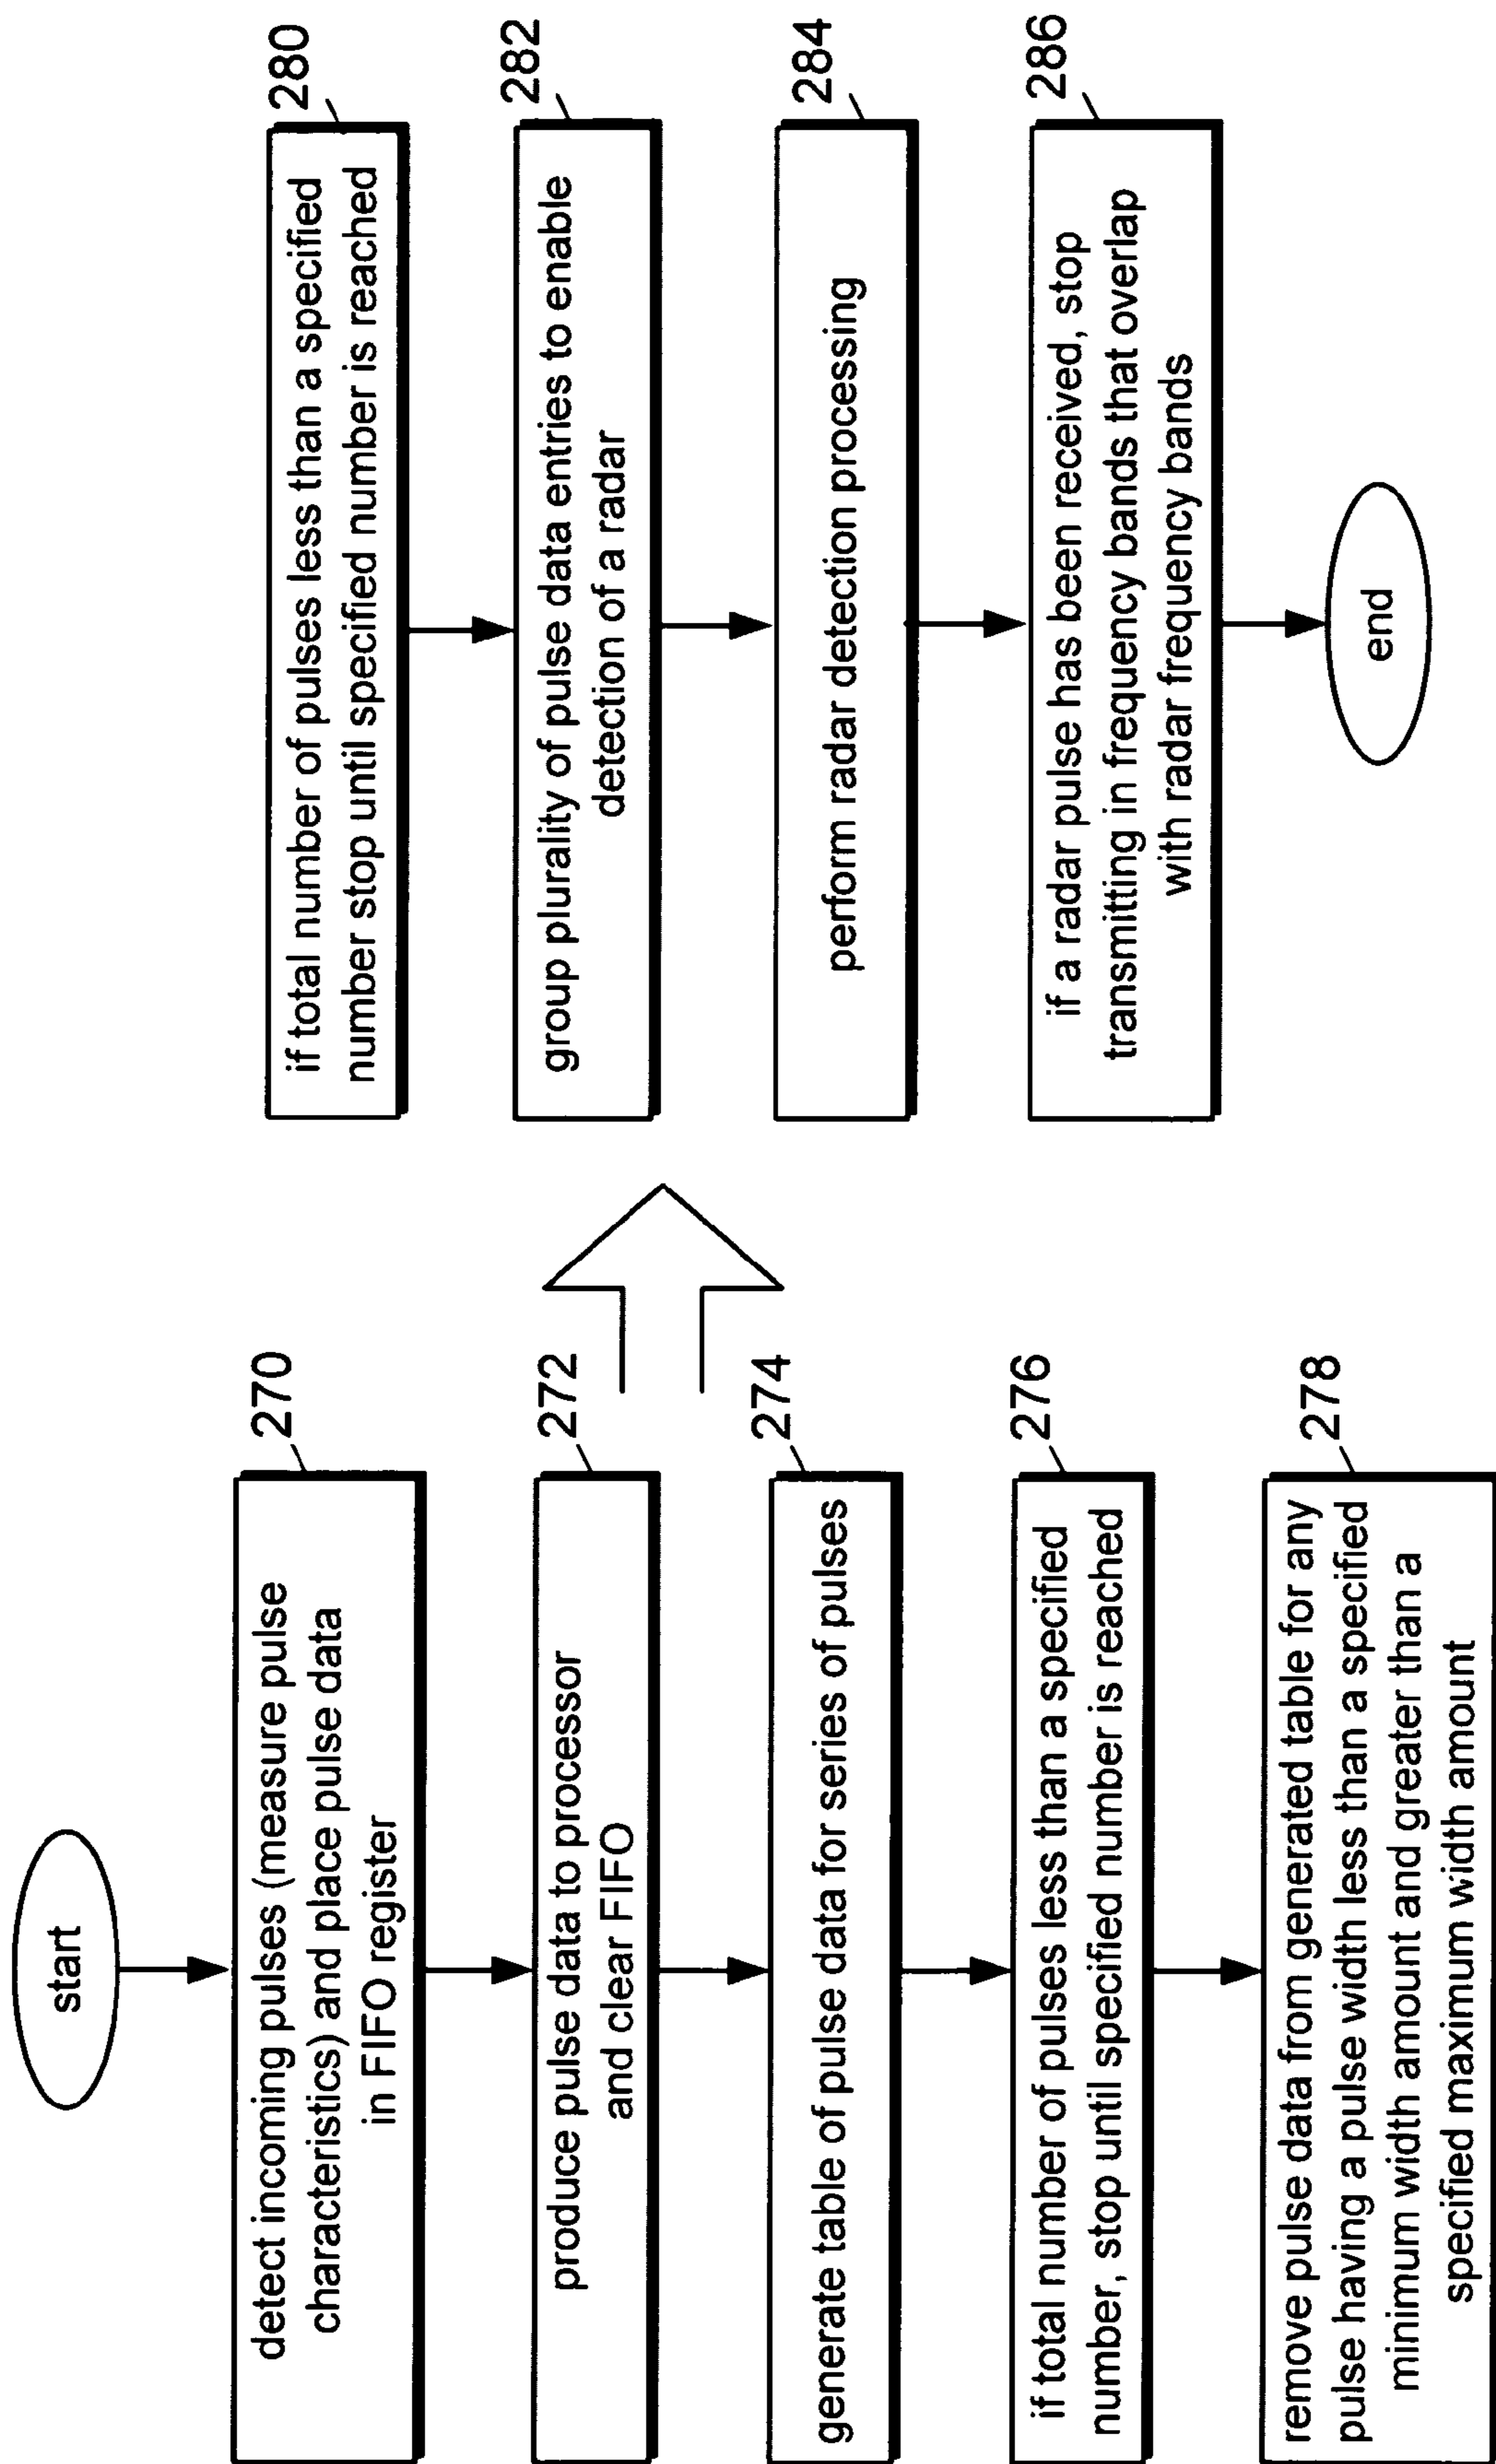 start
270
detect incoming pulses (measure pulse
characteristics) and place pulse data
in FIFO register
272
produce pulse data to processor
and clear FIFO
274
generate table of pulse data for series of pulses
276
if total number of pulses less than a specified
number, stop until specified number is reached
278
remove pulse data from generated table for any
pulse having a pulse width less than a specified
minimum width amount and greater than a
specified maximum width amount
280
if total number of pulses less than a specified
number stop until specified number is reached
282
group plurality of pulse data entries to enable
detection of a radar
284
perform radar detection processing
286
if a radar pulse has been received, stop
transmitting in frequency bands that overlap
with radar frequency bands
end